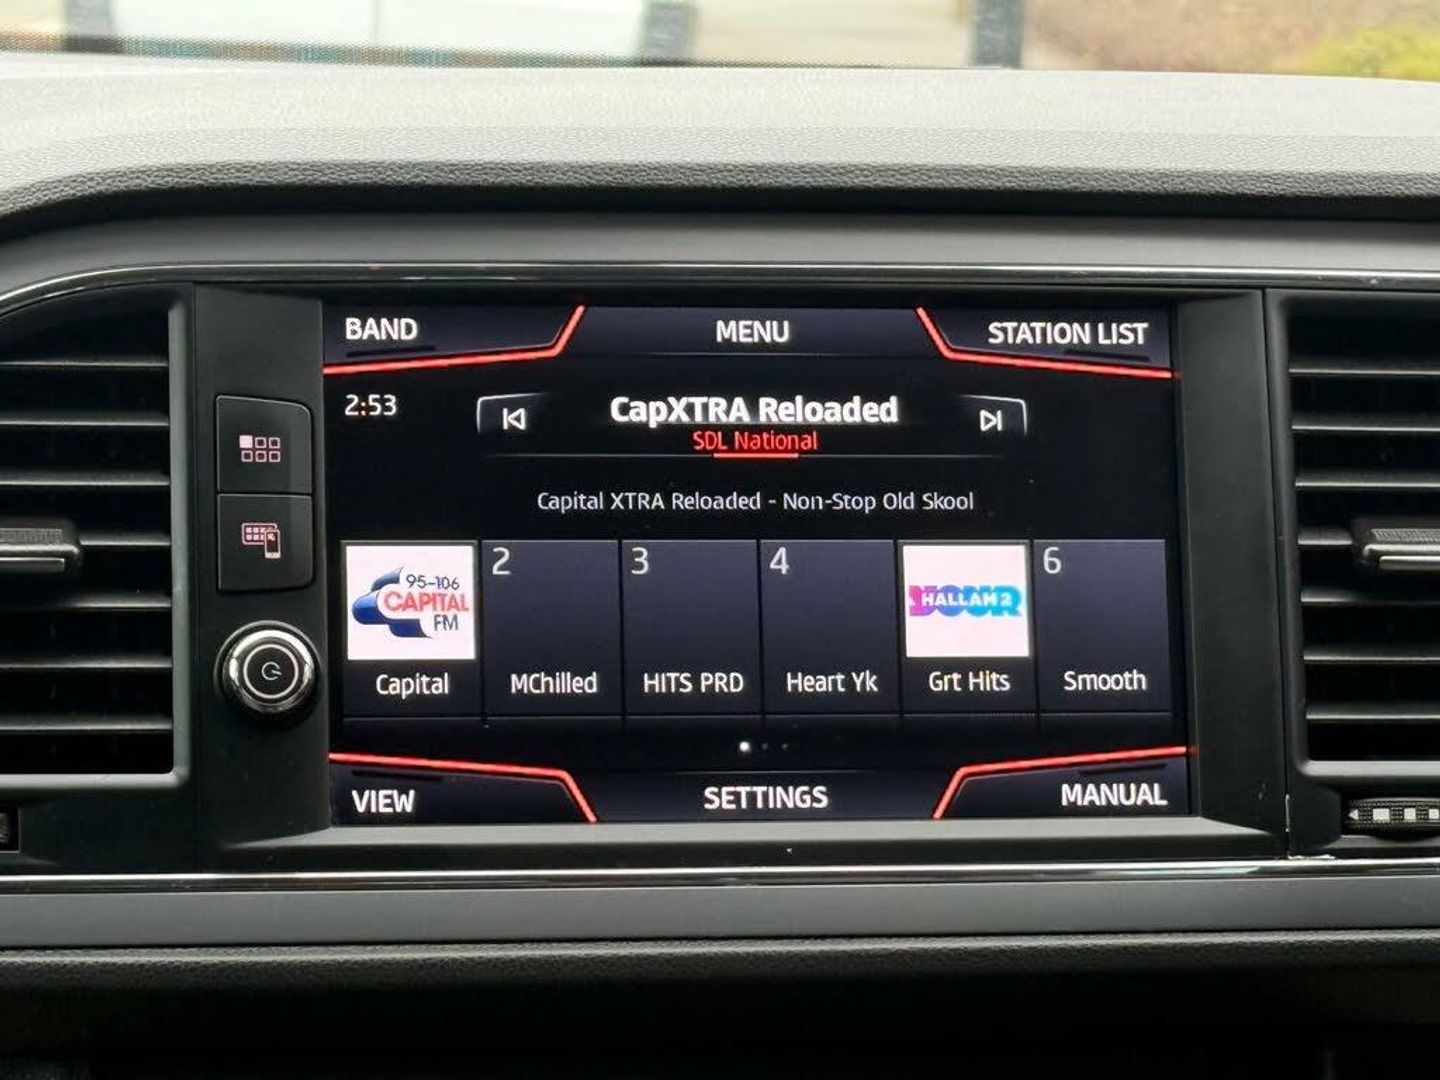 BAND MENU STATION LIST
2:53
CapXTRA Reloaded
SDL National
Capital XTRA Reloaded - Non-Stop Old Skool
95-106
CAPITAL
FM
Capital
2
MChilled
3
HITS PRD
4
Heart Yk
HALLAM 2
Grt Hits
6
Smooth
VIEW SETTINGS MANUAL